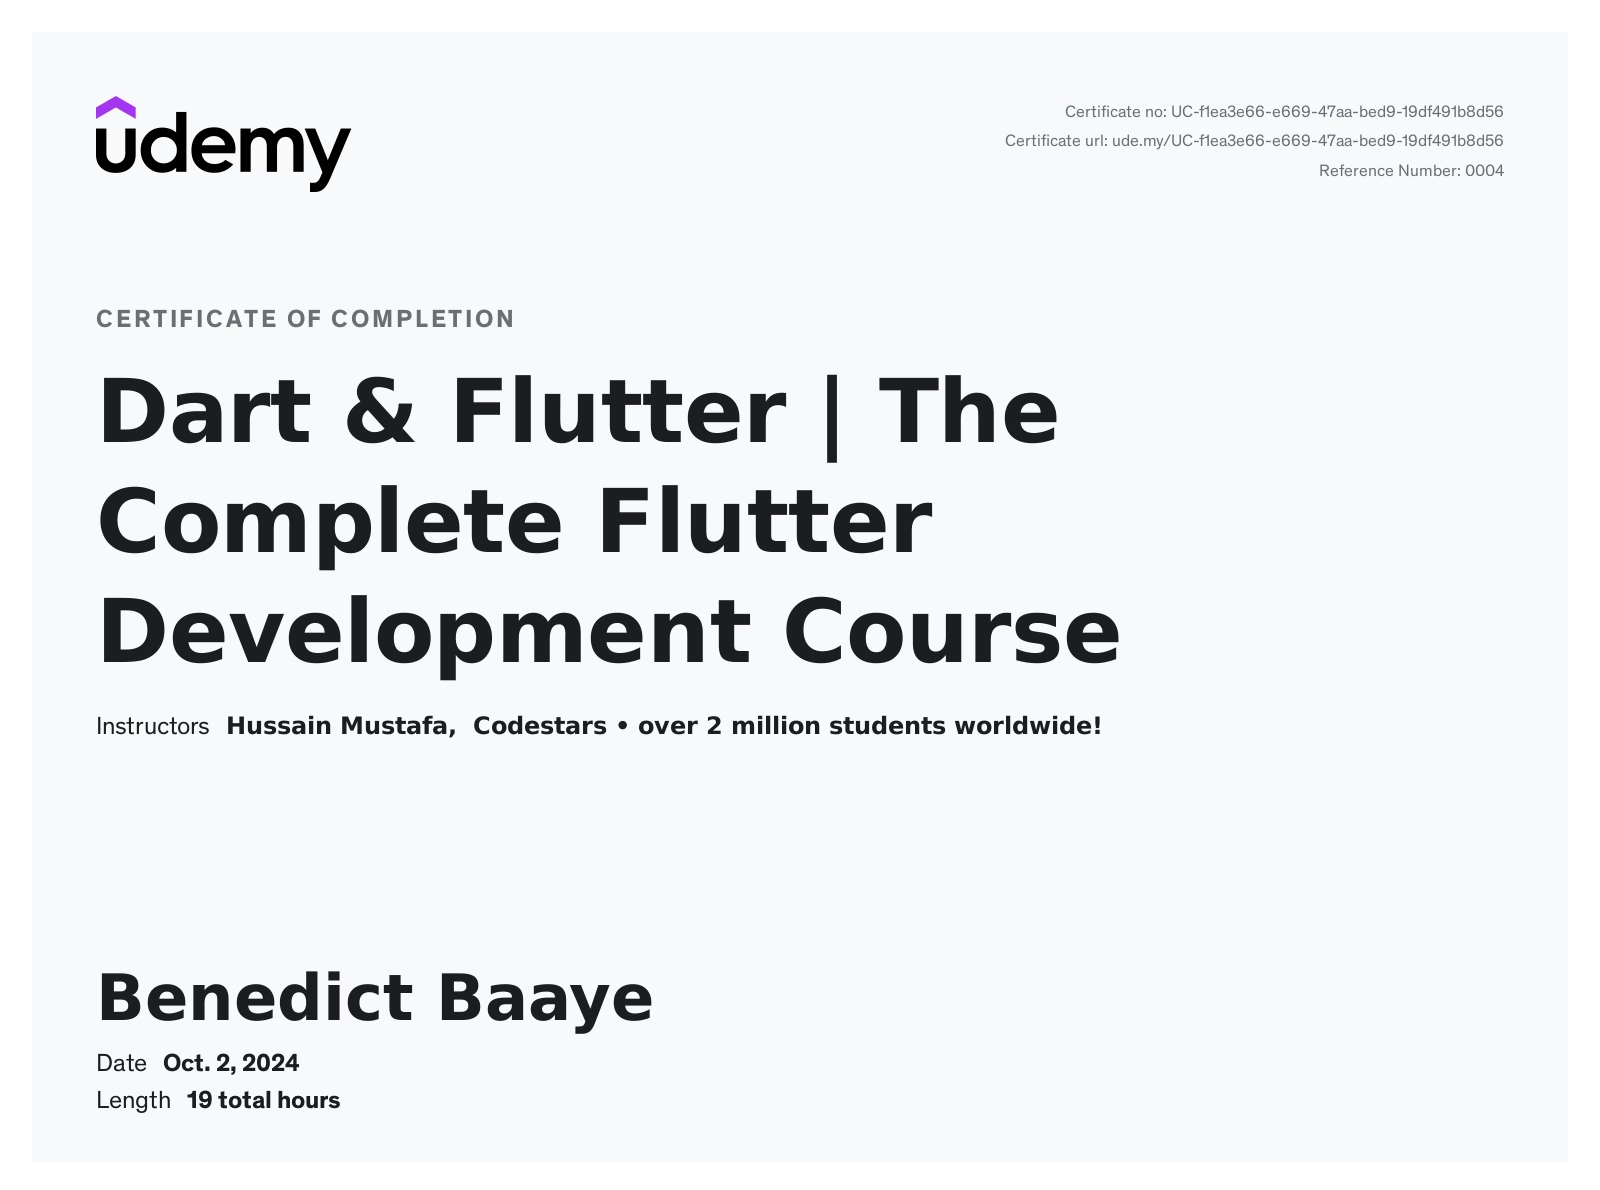 udemy
Certificate no: UC-f1ea3e66-e669-47aa-bed9-19df491b8d56
Certificate url: ude.my/UC-f1ea3e66-e669-47aa-bed9-19df491b8d56
Reference Number: 0004
CERTIFICATE OF COMPLETION
Dart & Flutter | The
Complete Flutter
Development Course
Instructors Hussain Mustafa, Codestars • over 2 million students worldwide!
Benedict Baaye
Date Oct. 2, 2024
Length 19 total hours